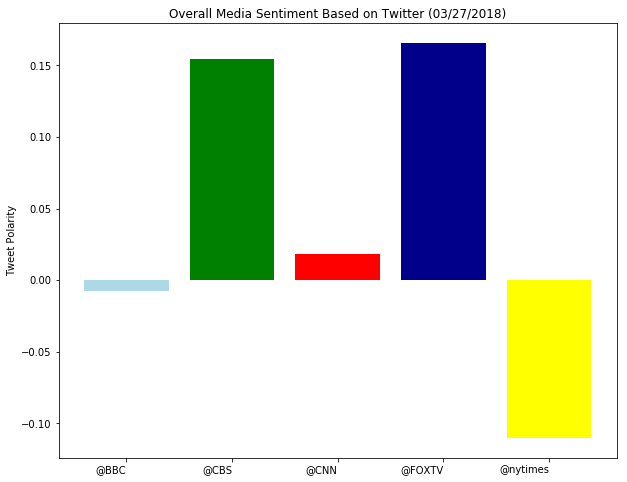 Overall Media Sentiment Based on Twitter (03/27/2018)
0.15
0.10
0.05
0.00
−0.05
−0.10
Tweet Polarity
@BBC @CBS @CNN @FOXTV @nytimes